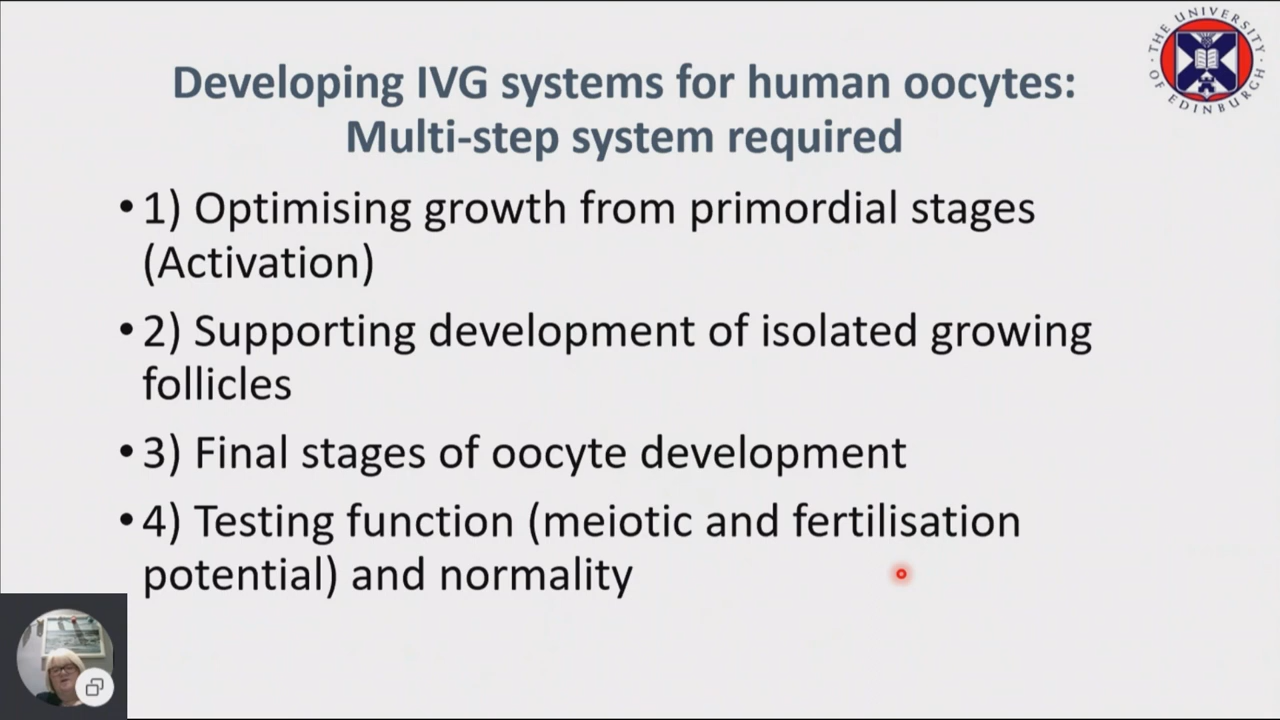 THE UNIVERSITY OF EDINBURGH
Developing IVG systems for human oocytes:
Multi-step system required
• 1) Optimising growth from primordial stages
(Activation)
• 2) Supporting development of isolated growing
follicles
• 3) Final stages of oocyte development
• 4) Testing function (meiotic and fertilisation
potential) and normality